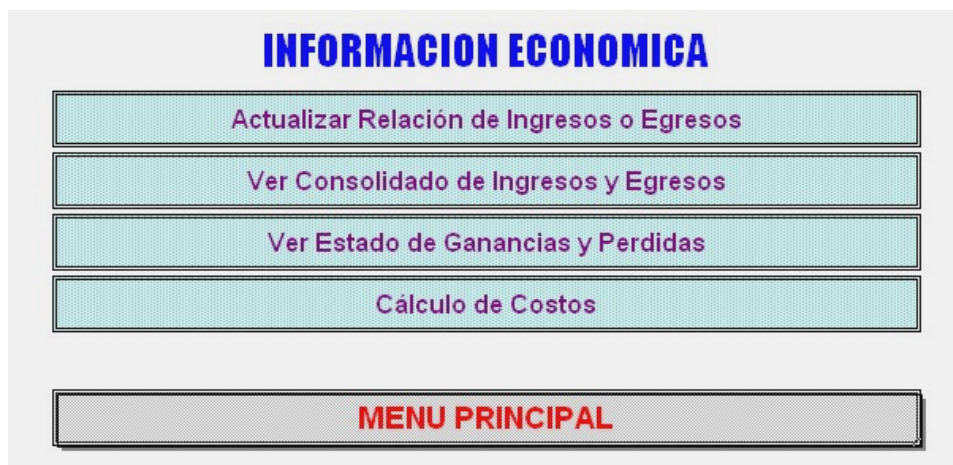 INFORMACION ECONOMICA
Actualizar Relación de Ingresos o Egresos
Ver Consolidado de Ingresos y Egresos
Ver Estado de Ganancias y Perdidas
Cálculo de Costos
MENU PRINCIPAL